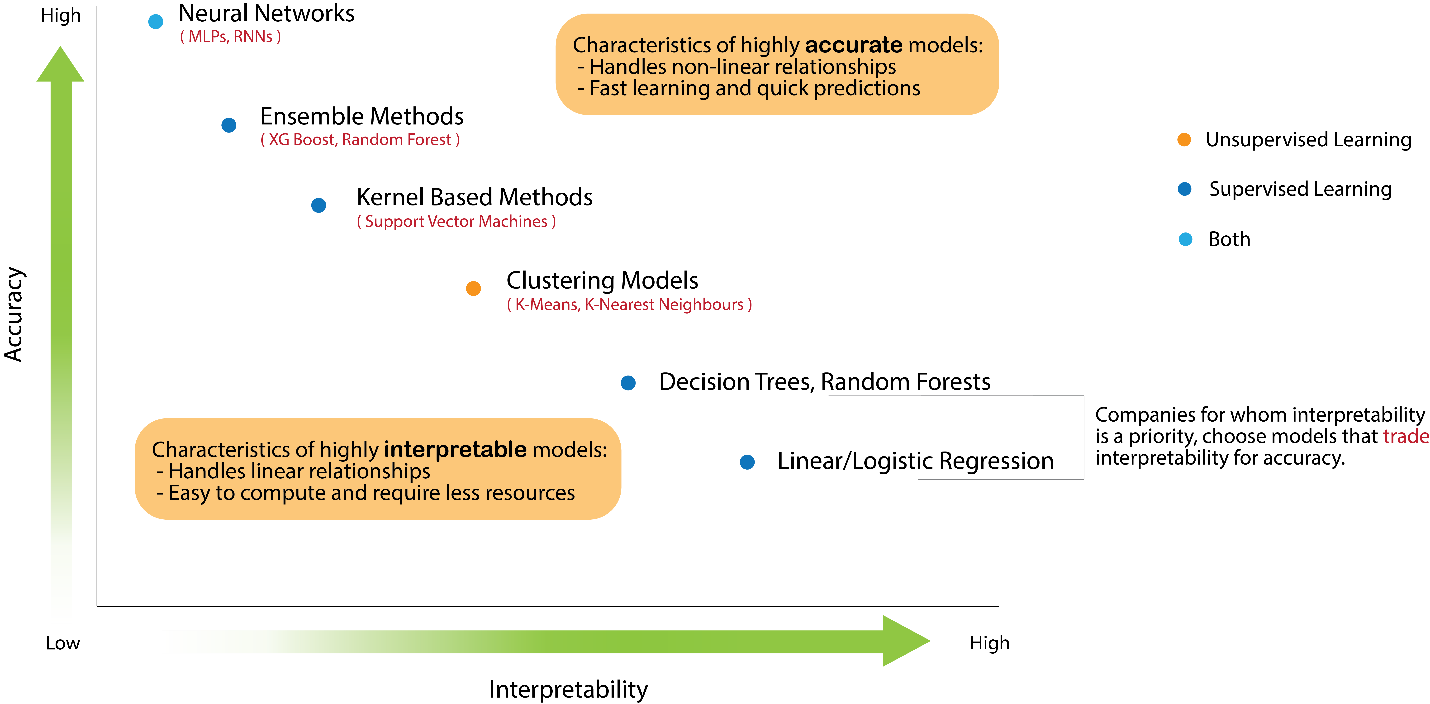 High
Neural Networks
( MLPs, RNNs )
Characteristics of highly accurate models:
- Handles non-linear relationships
- Fast learning and quick predictions
Ensemble Methods
( XG Boost, Random Forest )
Unsupervised Learning
Supervised Learning
Both
Kernel Based Methods
( Support Vector Machines )
Clustering Models
( K-Means, K-Nearest Neighbours )
Accuracy
Decision Trees, Random Forests
Linear/Logistic Regression
Companies for whom interpretability
is a priority, choose models that trade
interpretability for accuracy.
Characteristics of highly interpretable models:
- Handles linear relationships
- Easy to compute and require less resources
Low
High
Interpretability